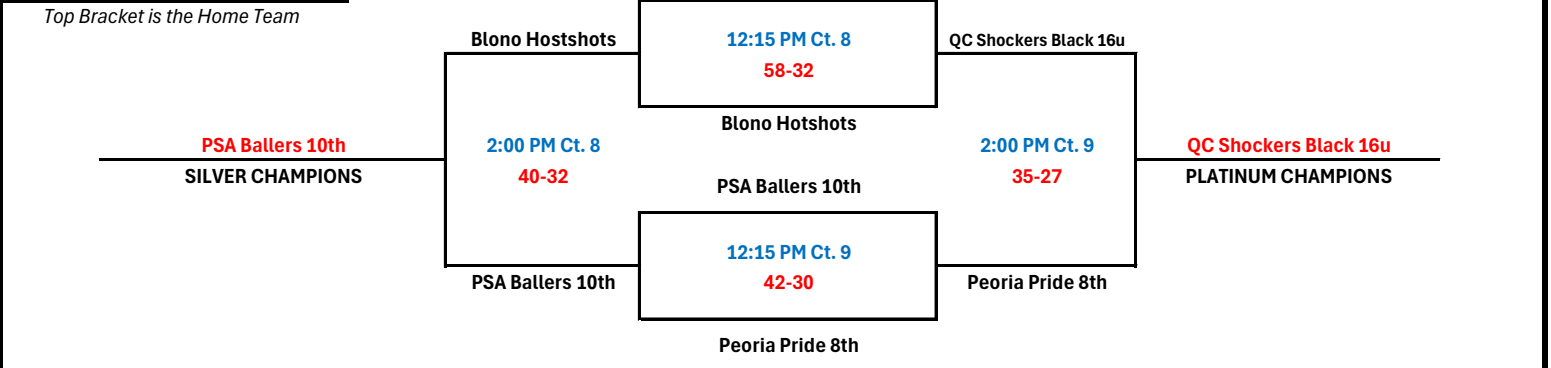 Top Bracket is the Home Team
Blono Hostshots
12:15 PM Ct. 8
QC Shockers Black 16u
58-32
Blono Hotshots
PSA Ballers 10th
2:00 PM Ct. 8
2:00 PM Ct. 9
QC Shockers Black 16u
SILVER CHAMPIONS
40-32
PSA Ballers 10th
35-27
PLATINUM CHAMPIONS
12:15 PM Ct. 9
PSA Ballers 10th
42-30
Peoria Pride 8th
Peoria Pride 8th